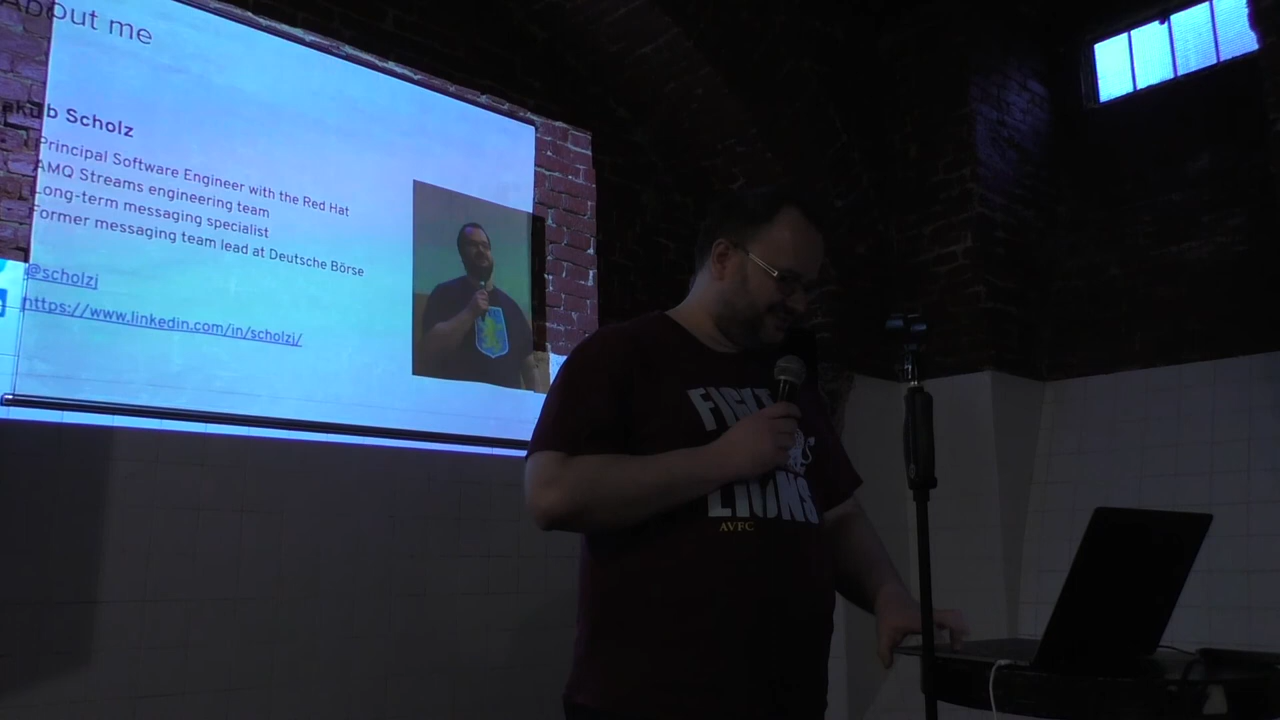 About me
Jakub Scholz
Principal Software Engineer with the Red Hat
AMQ Streams engineering team
Long-term messaging specialist
Former messaging team lead at Deutsche Börse
@scholzj
https://www.linkedin.com/in/scholzj/
LIONS
AVFC